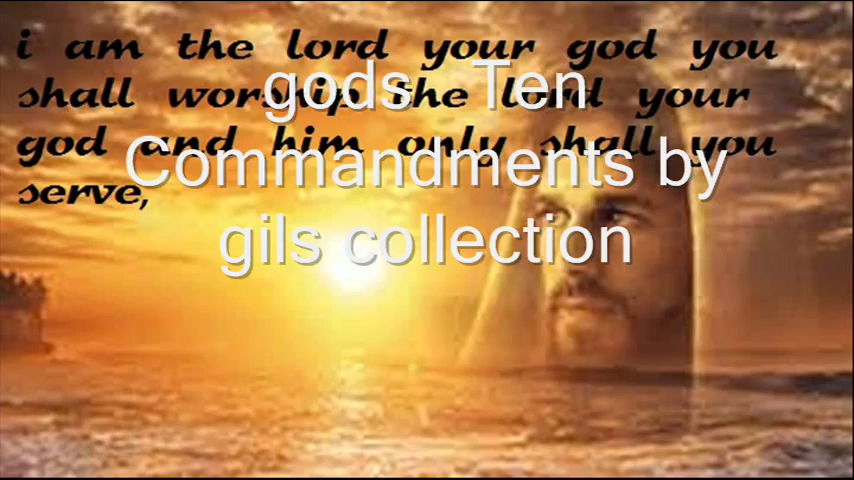 i am the lord your god you
shall worship the lord your
god and him only shall you
serve,
gods Ten
Commandments by
gils collection